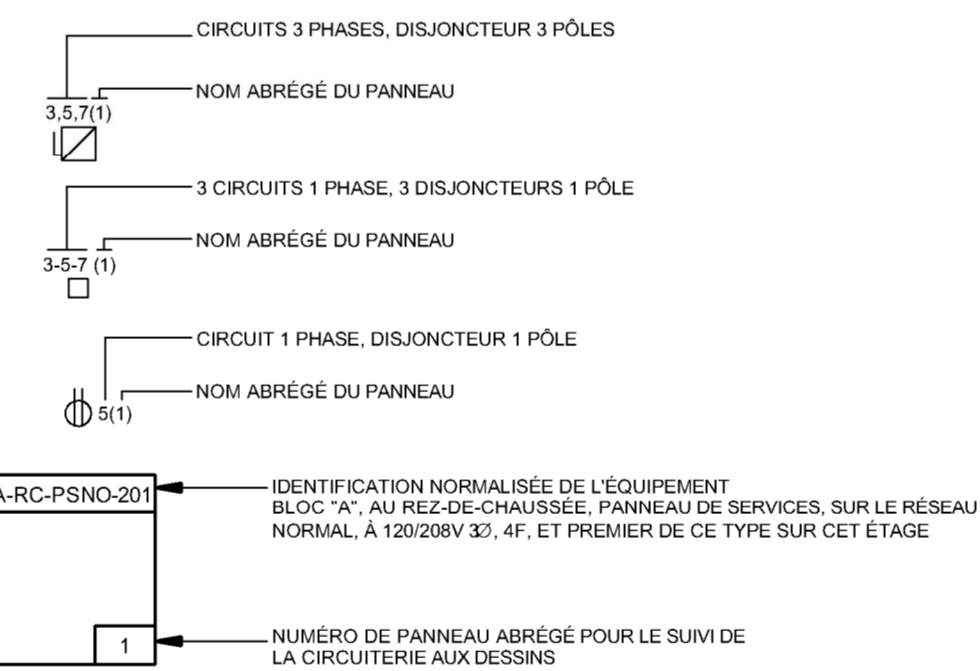 CIRCUITS 3 PHASES, DISJONCTEUR 3 PÔLES
NOM ABRÉGÉ DU PANNEAU
3,5,7(1)
3 CIRCUITS 1 PHASE, 3 DISJONCTEURS 1 PÔLE
NOM ABRÉGÉ DU PANNEAU
3-5-7 (1)
CIRCUIT 1 PHASE, DISJONCTEUR 1 PÔLE
NOM ABRÉGÉ DU PANNEAU
5(1)
A-RC-PSNO-201
IDENTIFICATION NORMALISÉE DE L'ÉQUIPEMENT
BLOC "A", AU REZ-DE-CHAUSSÉE, PANNEAU DE SERVICES, SUR LE RÉSEAU
NORMAL, À 120/208V 3Ø, 4F, ET PREMIER DE CE TYPE SUR CET ÉTAGE
1
NUMÉRO DE PANNEAU ABRÉGÉ POUR LE SUIVI DE
LA CIRCUITERIE AUX DESSINS